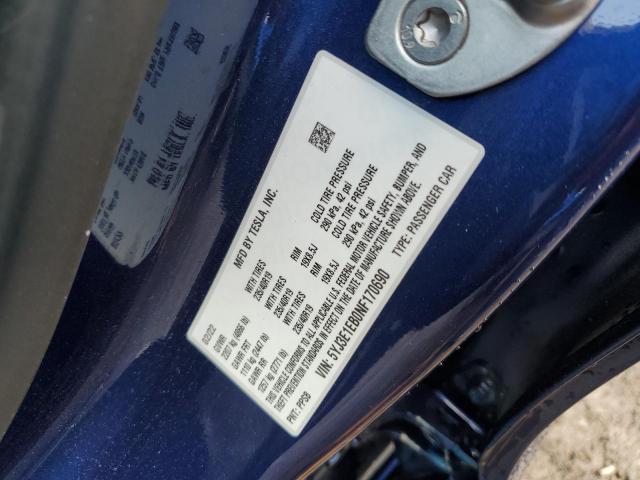 MFD BY TESLA, INC.
03/22
GVWR
2207 kg (4866 lb)
GAWR FRT WITH TIRES RIM COLD TIRE PRESSURE
1110 kg (2447 lb) 235/40R19 19X8.5J 290 kPa, 42 psi
GAWR RR WITH TIRES RIM COLD TIRE PRESSURE
1257 kg (2771 lb) 235/40R19 19X8.5J 290 kPa, 42 psi
THIS VEHICLE CONFORMS TO ALL APPLICABLE U.S. FEDERAL MOTOR VEHICLE SAFETY, BUMPER, AND
THEFT PREVENTION STANDARDS IN EFFECT ON THE DATE OF MANUFACTURE SHOWN ABOVE.
VIN: 5YJ3E1EB0NF170690 TYPE: PASSENGER CAR
PNT: PPSB